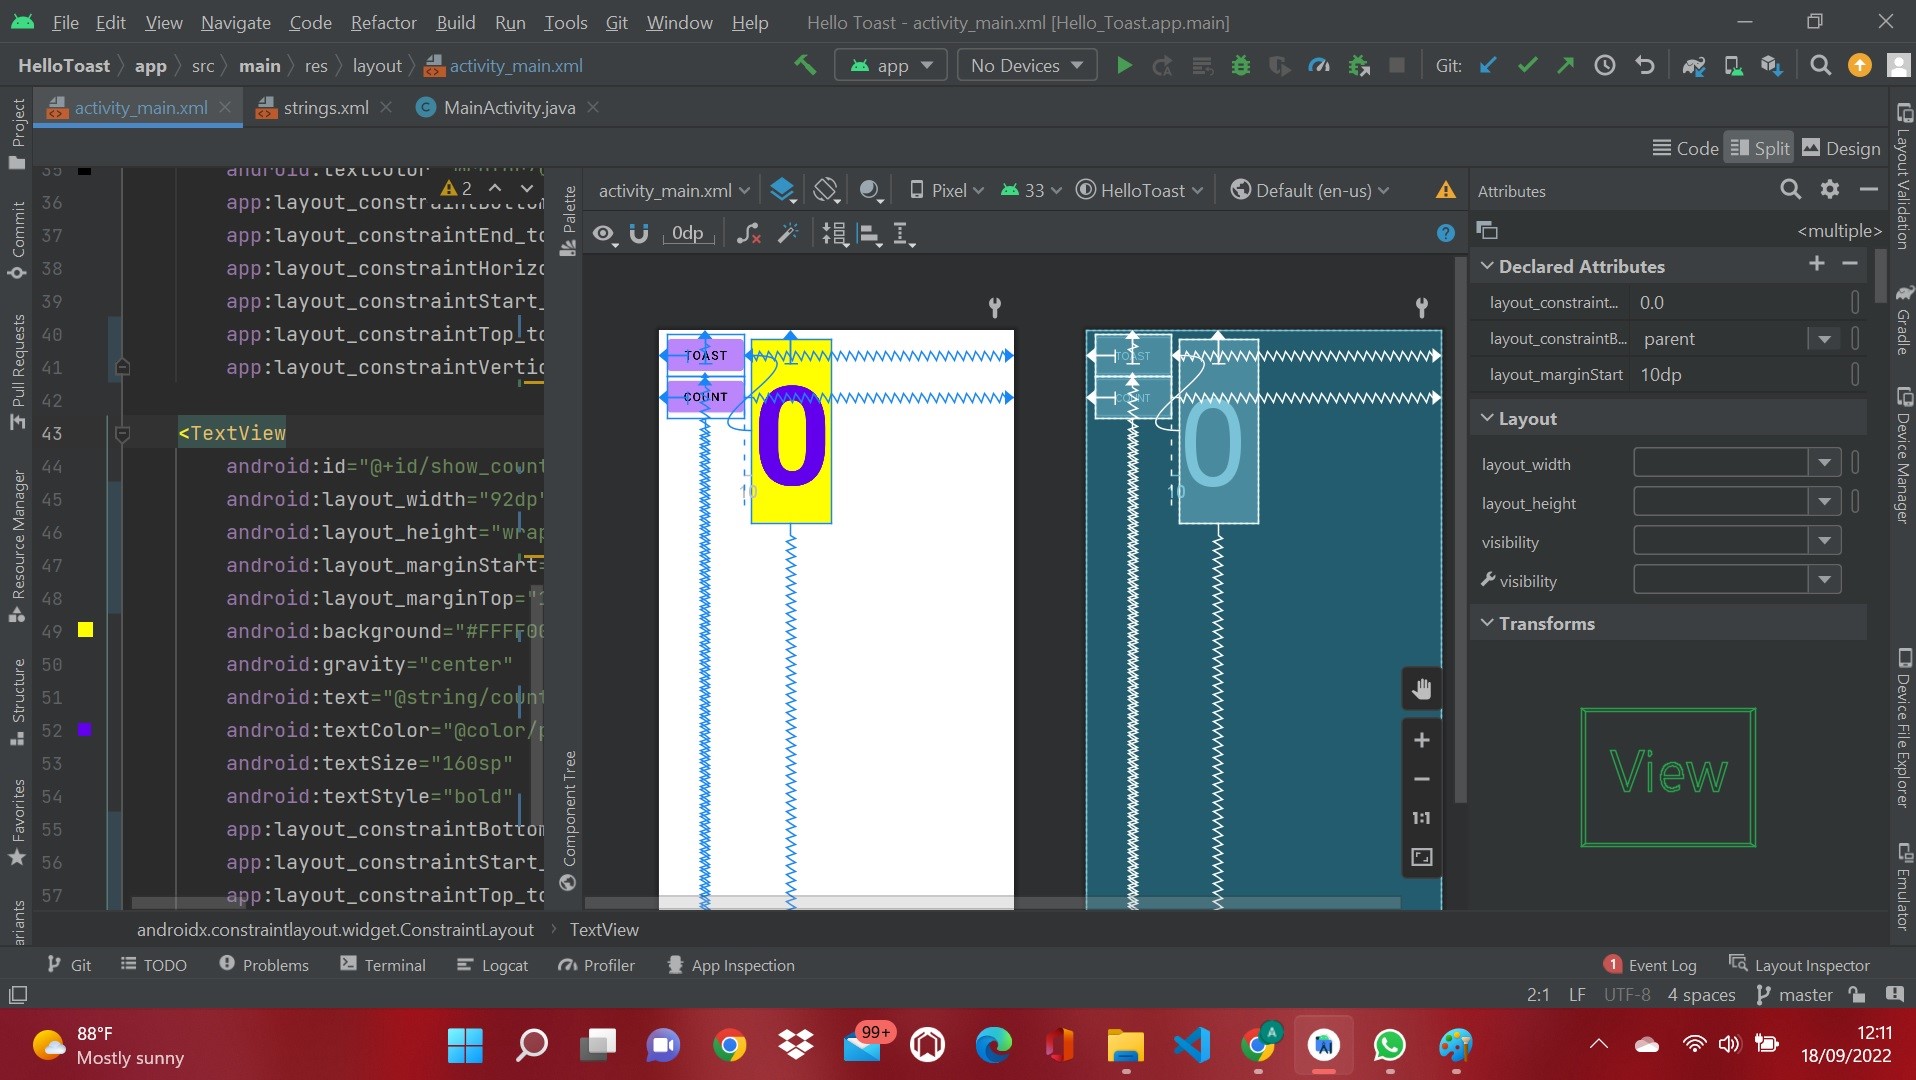 File Edit View Navigate Code Refactor Build Run Tools Git Window Help Hello Toast - activity_main.xml [Hello_Toast.app.main]
HelloToast app src main res layout activity_main.xml app No Devices Git:
activity_main.xml strings.xml MainActivity.java
Code Split Design
Project
Commit
Pull Requests
Resource Manager
Structure
Favorites
2
36 app:layout_constraintBottom
37 app:layout_constraintEnd_to
38 app:layout_constraintHorizo
39 app:layout_constraintStart_
40 app:layout_constraintTop_to
41 app:layout_constraintVertic
42
43 <TextView
44 android:id="@+id/show_count
45 android:layout_width="92dp"
46 android:layout_height="wrap
47 android:layout_marginStart=
48 android:layout_marginTop="
49 android:background="#FFFF00
50 android:gravity="center"
51 android:text="@string/count
52 android:textColor="@color/p
53 android:textSize="160sp"
54 android:textStyle="bold"
55 app:layout_constraintBottom
56 app:layout_constraintStart_
57 app:layout_constraintTop_to
Palette
Component Tree
activity_main.xml Pixel 33 HelloToast Default (en-us)
0dp
TOAST
COUNT
0
10
TOAST
COUNT
0
10
1:1
Attributes
<multiple>
Declared Attributes
layout_constraint... 0.0
layout_constraintB... parent
layout_marginStart 10dp
Layout
layout_width
layout_height
visibility
visibility
Transforms
View
Layout Validation
Gradle
Device Manager
Device File Explorer
Emulator
androidx.constraintlayout.widget.ConstraintLayout TextView
Git TODO Problems Terminal Logcat Profiler App Inspection 1 Event Log Layout Inspector
2:1 LF UTF-8 4 spaces master
88°F
Mostly sunny
99+
A
12:11
18/09/2022